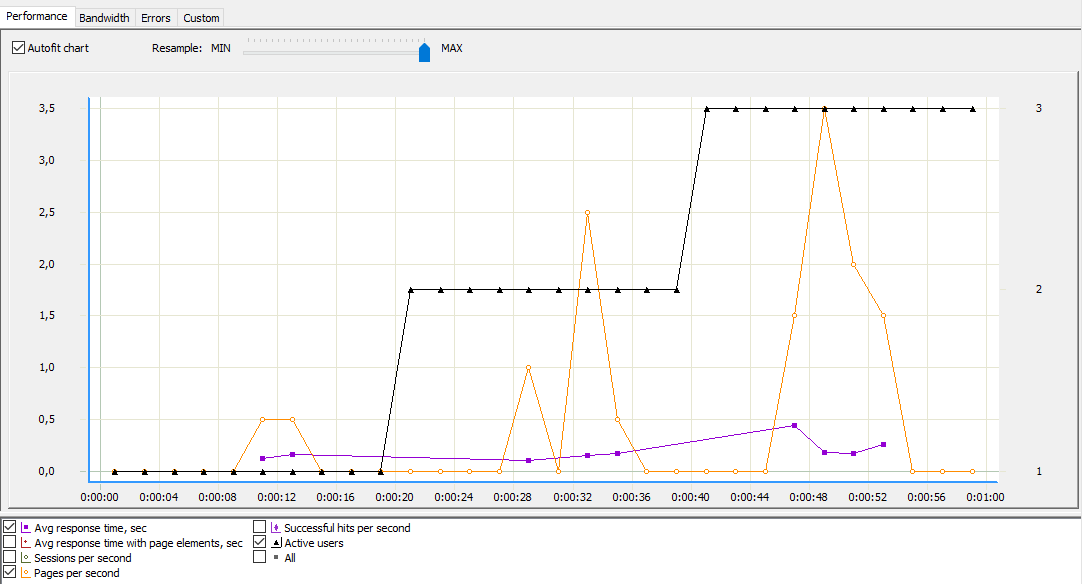 Performance Bandwidth Errors Custom
Autofit chart Resample: MIN MAX
3,5 3
3,0
2,5
2,0 2
1,5
1,0
0,5
0,0 1
0:00:00 0:00:04 0:00:08 0:00:12 0:00:16 0:00:20 0:00:24 0:00:28 0:00:32 0:00:36 0:00:40 0:00:44 0:00:48 0:00:52 0:00:56 0:01:00
Avg response time, sec Successful hits per second
Avg response time with page elements, sec Active users
Sessions per second All
Pages per second